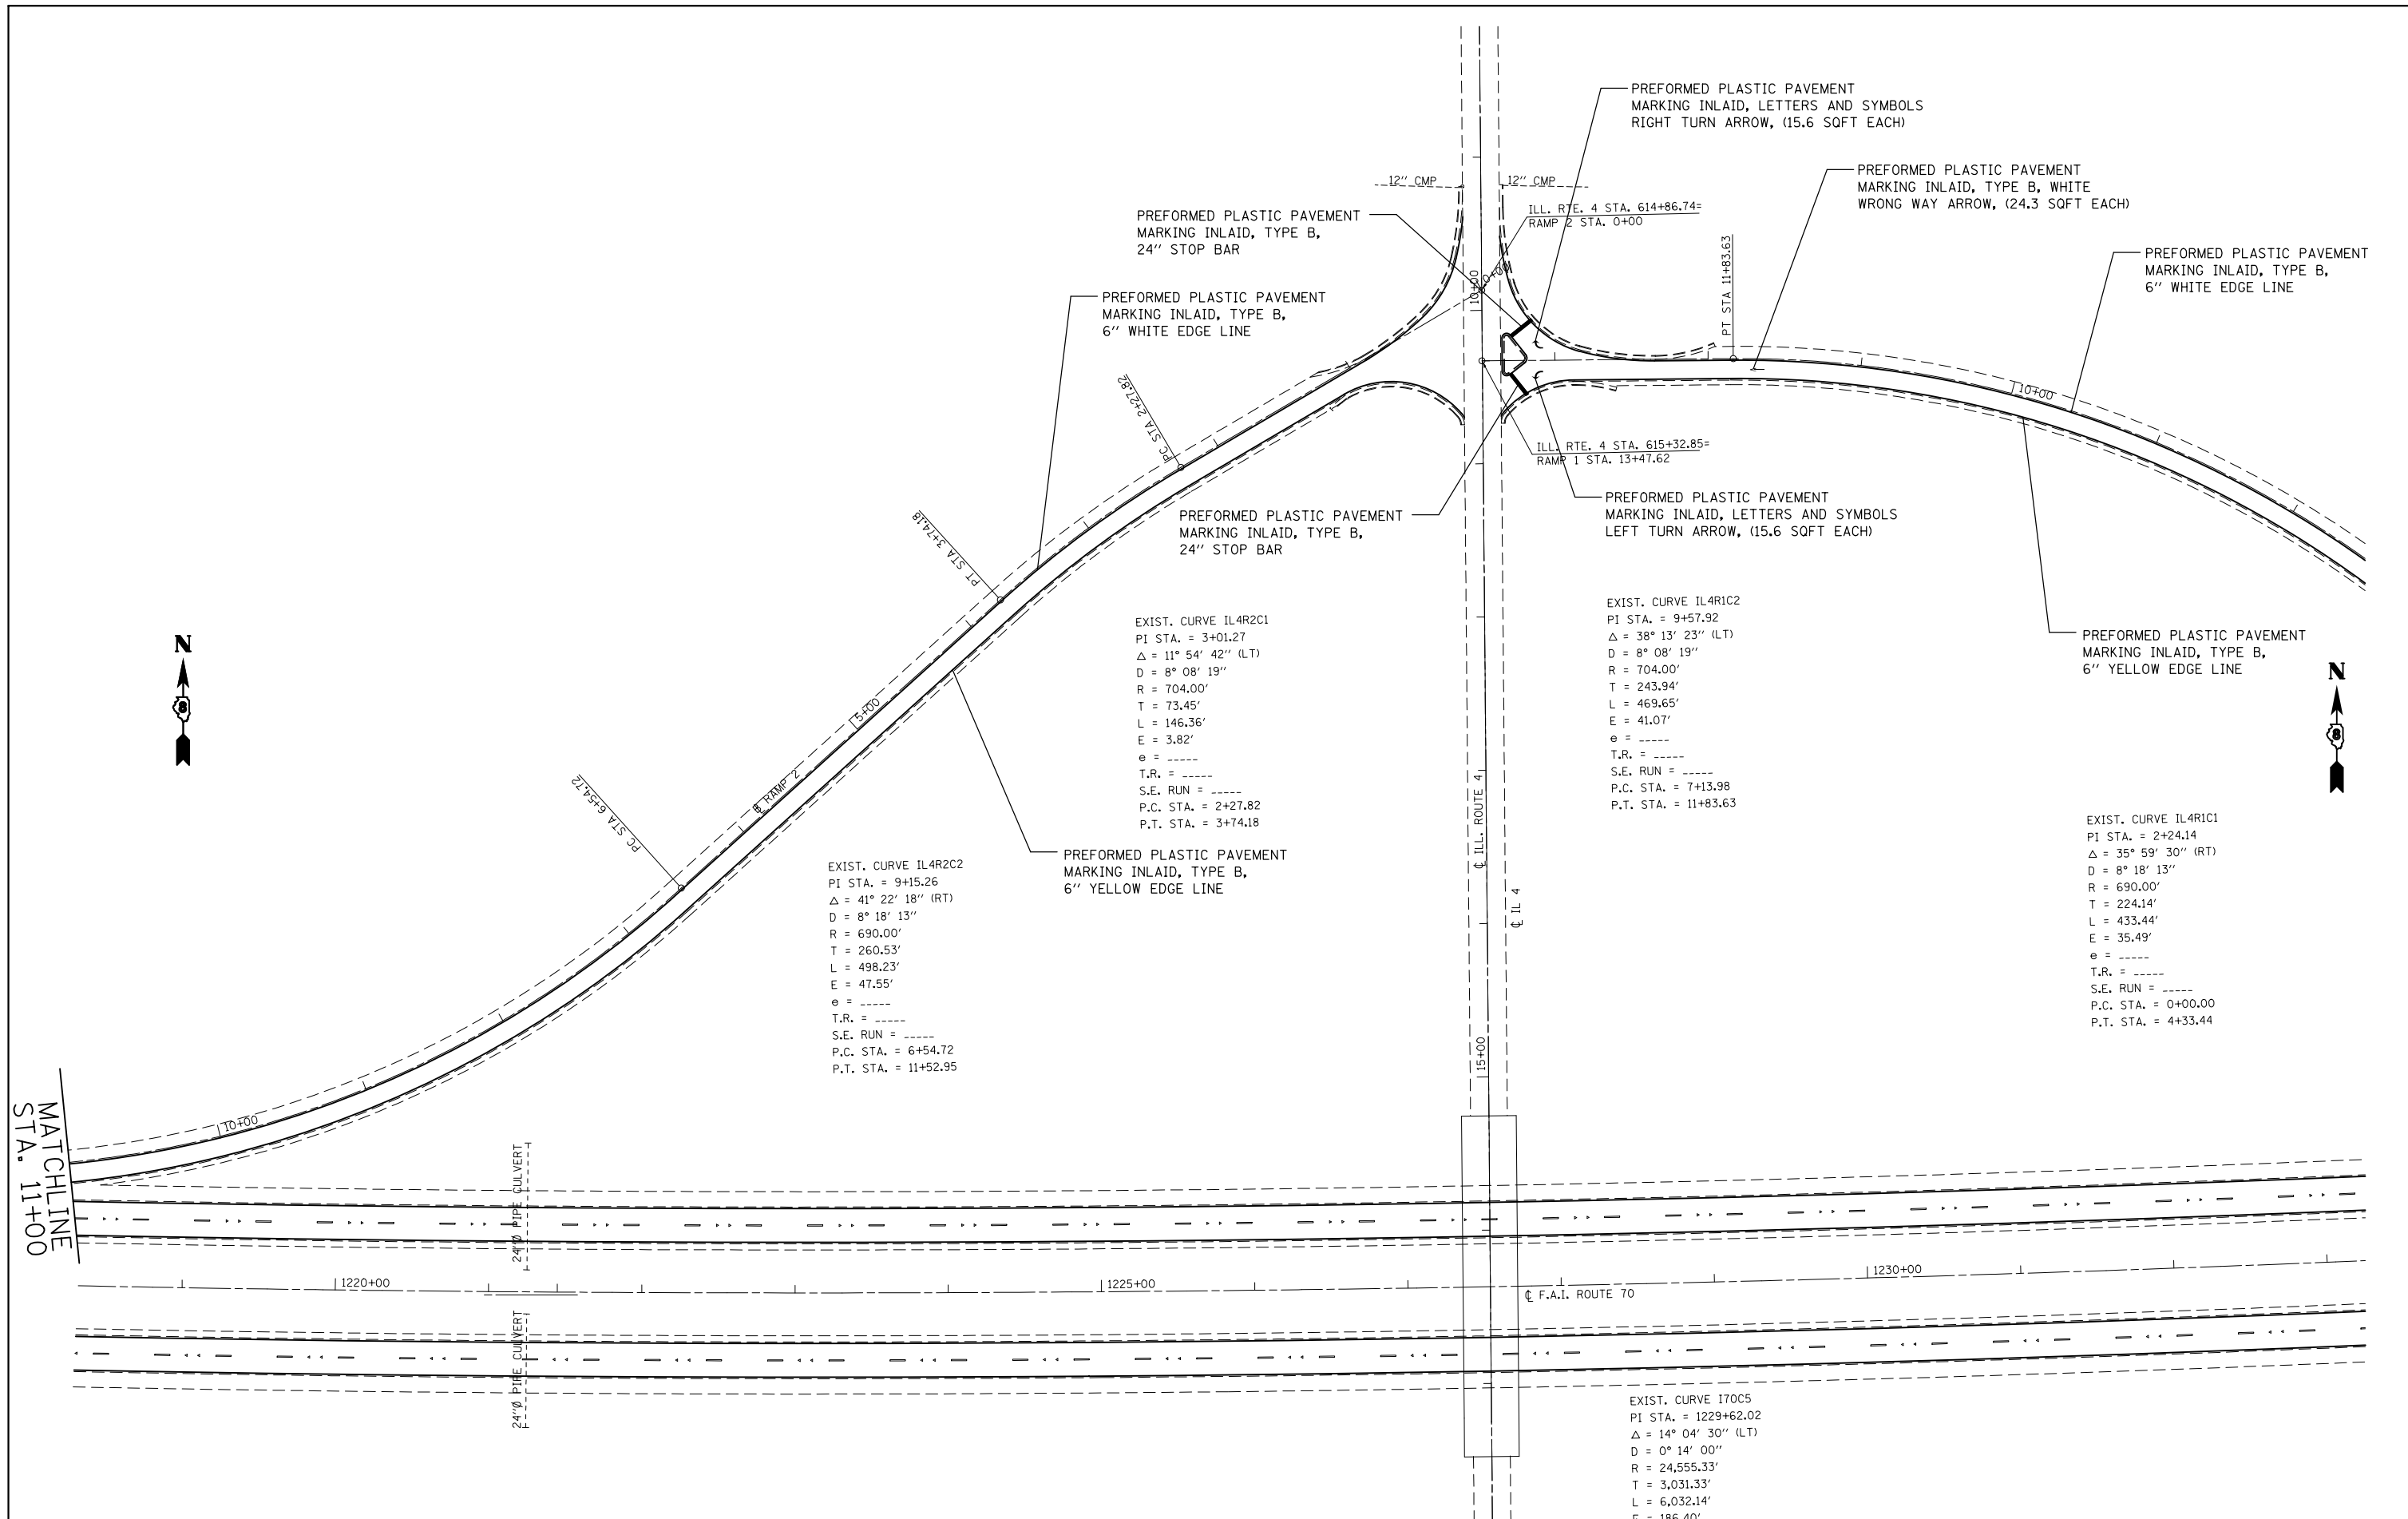 PREFORMED PLASTIC PAVEMENT
MARKING INLAID, LETTERS AND SYMBOLS
RIGHT TURN ARROW, (15.6 SQFT EACH)
PREFORMED PLASTIC PAVEMENT
MARKING INLAID, TYPE B, WHITE
WRONG WAY ARROW, (24.3 SQFT EACH)
12" CMP
12" CMP
PREFORMED PLASTIC PAVEMENT
MARKING INLAID, TYPE B,
24" STOP BAR
ILL. RTE. 4 STA. 614+86.74=
RAMP 2 STA. 0+00
PREFORMED PLASTIC PAVEMENT
MARKING INLAID, TYPE B,
6" WHITE EDGE LINE
PREFORMED PLASTIC PAVEMENT
MARKING INLAID, TYPE B,
6" WHITE EDGE LINE
10+00
0+00
PT STA 11+83.63
10+00
PC STA 2+27.82
PT STA 3+74.18
ILL. RTE. 4 STA. 615+32.85=
RAMP 1 STA. 13+47.62
PREFORMED PLASTIC PAVEMENT
MARKING INLAID, TYPE B,
24" STOP BAR
PREFORMED PLASTIC PAVEMENT
MARKING INLAID, LETTERS AND SYMBOLS
LEFT TURN ARROW, (15.6 SQFT EACH)
PREFORMED PLASTIC PAVEMENT
MARKING INLAID, TYPE B,
6" YELLOW EDGE LINE
N
8
N
8
EXIST. CURVE IL4R2C1
PI STA. = 3+01.27
Δ = 11° 54' 42" (LT)
D = 8° 08' 19"
R = 704.00'
T = 73.45'
L = 146.36'
E = 3.82'
e = _____
T.R. = _____
S.E. RUN = _____
P.C. STA. = 2+27.82
P.T. STA. = 3+74.18
EXIST. CURVE IL4R1C2
PI STA. = 9+57.92
Δ = 38° 13' 23" (LT)
D = 8° 08' 19"
R = 704.00'
T = 243.94'
L = 469.65'
E = 41.07'
e = _____
T.R. = _____
S.E. RUN = _____
P.C. STA. = 7+13.98
P.T. STA. = 11+83.63
5+00
℄ RAMP 2
PC STA 6+54.72
℄ ILL. ROUTE 4
℄ IL 4
PREFORMED PLASTIC PAVEMENT
MARKING INLAID, TYPE B,
6" YELLOW EDGE LINE
EXIST. CURVE IL4R2C2
PI STA. = 9+15.26
Δ = 41° 22' 18" (RT)
D = 8° 18' 13"
R = 690.00'
T = 260.53'
L = 498.23'
E = 47.55'
e = _____
T.R. = _____
S.E. RUN = _____
P.C. STA. = 6+54.72
P.T. STA. = 11+52.95
EXIST. CURVE IL4R1C1
PI STA. = 2+24.14
Δ = 35° 59' 30" (RT)
D = 8° 18' 13"
R = 690.00'
T = 224.14'
L = 433.44'
E = 35.49'
e = _____
T.R. = _____
S.E. RUN = _____
P.C. STA. = 0+00.00
P.T. STA. = 4+33.44
15+00
10+00
MATCHLINE
STA. 11+00
24"Ø PIPE CULVERT
24"Ø PIPE CULVERT
1220+00
1225+00
1230+00
℄ F.A.I. ROUTE 70
EXIST. CURVE I70C5
PI STA. = 1229+62.02
Δ = 14° 04' 30" (LT)
D = 0° 14' 00"
R = 24,555.33'
T = 3,031.33'
L = 6,032.14'
E = 186.40'